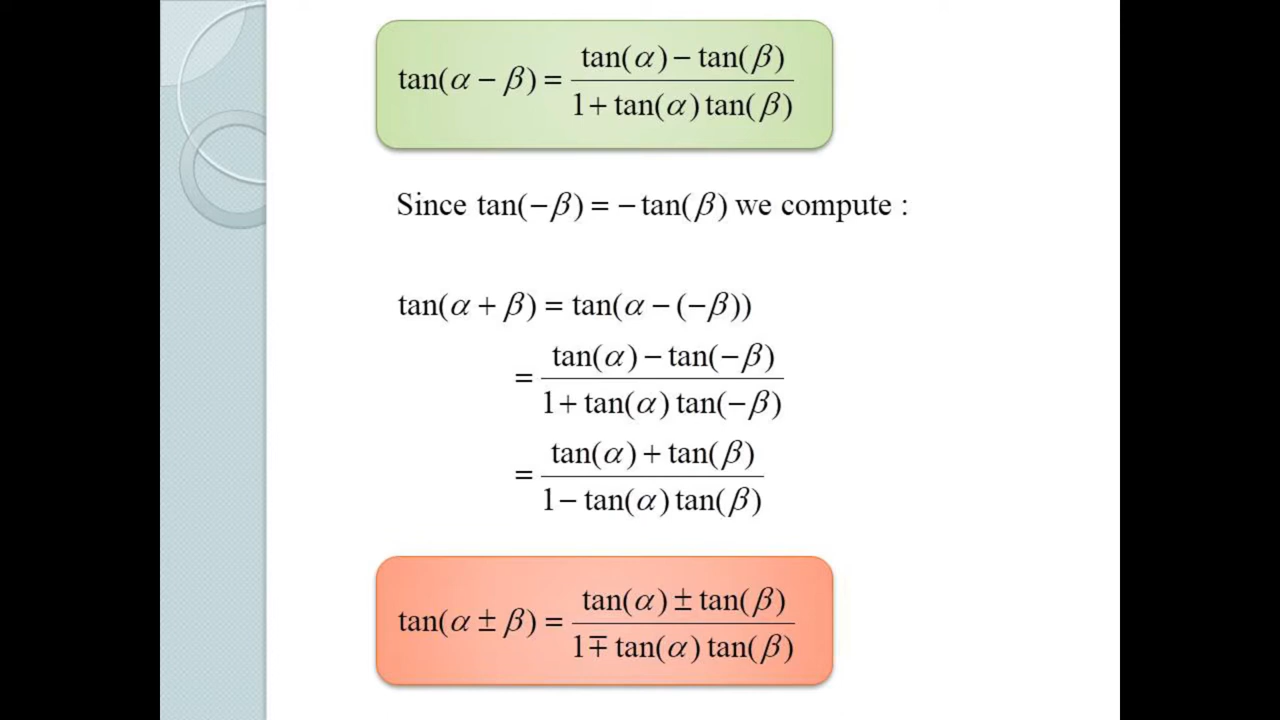 tan(α − β) = tan(α) − tan(β) / 1 + tan(α) tan(β)
Since tan(−β) = − tan(β) we compute :
tan(α + β) = tan(α − (−β))
= tan(α) − tan(−β) / 1 + tan(α) tan(−β)
= tan(α) + tan(β) / 1 − tan(α) tan(β)
tan(α ± β) = tan(α) ± tan(β) / 1 ∓ tan(α) tan(β)